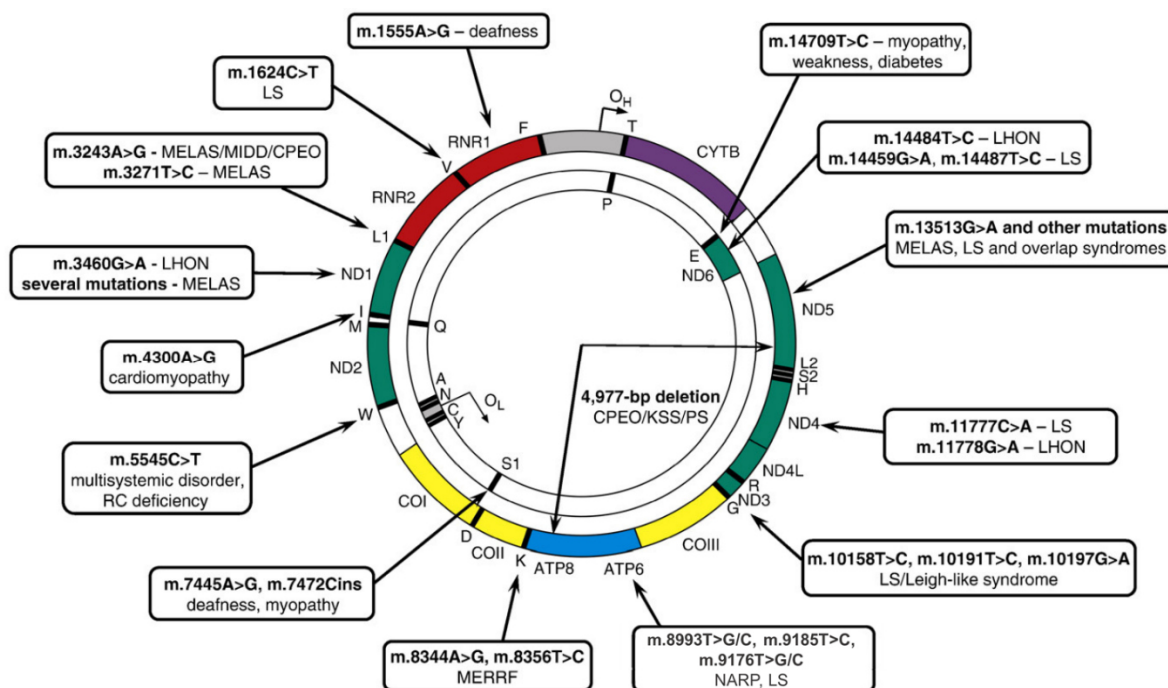 m.1555A>G – deafness
m.14709T>C – myopathy,
weakness, diabetes
m.1624C>T
LS
m.14484T>C – LHON
m.14459G>A, m.14487T>C – LS
m.3243A>G - MELAS/MIDD/CPEO
m.3271T>C – MELAS
m.13513G>A and other mutations
MELAS, LS and overlap syndromes
m.3460G>A - LHON
several mutations - MELAS
m.4300A>G
cardiomyopathy
4,977-bp deletion
CPEO/KSS/PS
m.11777C>A – LS
m.11778G>A – LHON
m.5545C>T
multisystemic disorder,
RC deficiency
m.10158T>C, m.10191T>C, m.10197G>A
LS/Leigh-like syndrome
m.7445A>G, m.7472Cins
deafness, myopathy
m.8344A>G, m.8356T>C
MERRF
m.8993T>G/C, m.9185T>C,
m.9176T>G/C
NARP, LS
OH
F
T
RNR1
CYTB
V
RNR2
P
L1
E
ND6
ND1
ND5
I
M
Q
ND2
L2
S2
H
A
N
C
Y
OL
W
ND4
S1
ND4L
R
ND3
G
COI
D
COII
K
ATP8
ATP6
COIII